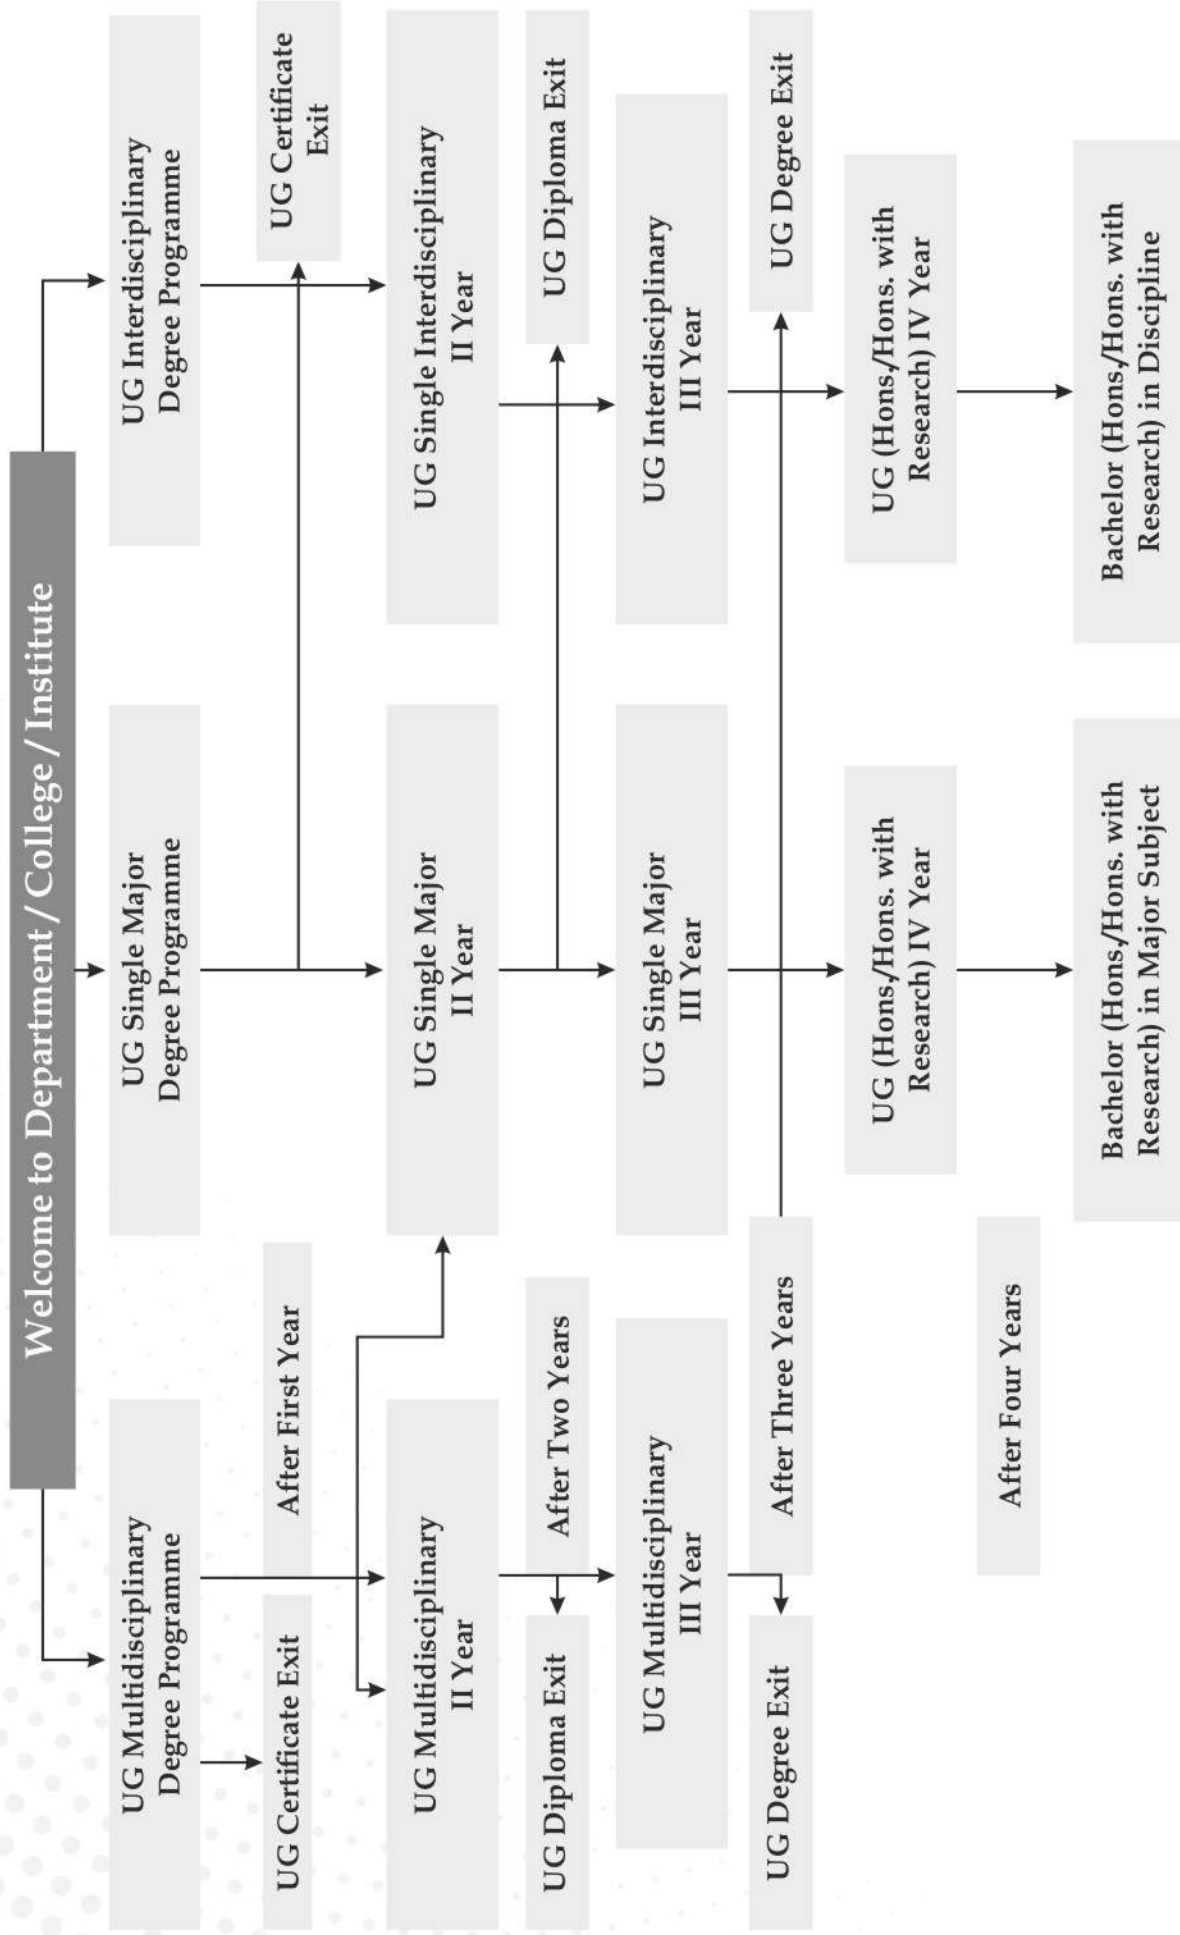 Welcome to Department / College / Institute
UG Multidisciplinary
Degree Programme
UG Single Major
Degree Programme
UG Interdisciplinary
Degree Programme
UG Certificate Exit
After First Year
UG Certificate
Exit
UG Multidisciplinary
II Year
UG Single Major
II Year
UG Single Interdisciplinary
II Year
UG Diploma Exit
After Two Years
UG Diploma Exit
UG Multidisciplinary
III Year
UG Single Major
III Year
UG Interdisciplinary
III Year
UG Degree Exit
After Three Years
UG Degree Exit
UG (Hons./Hons. with
Research) IV Year
UG (Hons./Hons. with
Research) IV Year
After Four Years
Bachelor (Hons./Hons. with
Research) in Major Subject
Bachelor (Hons./Hons. with
Research) in Discipline